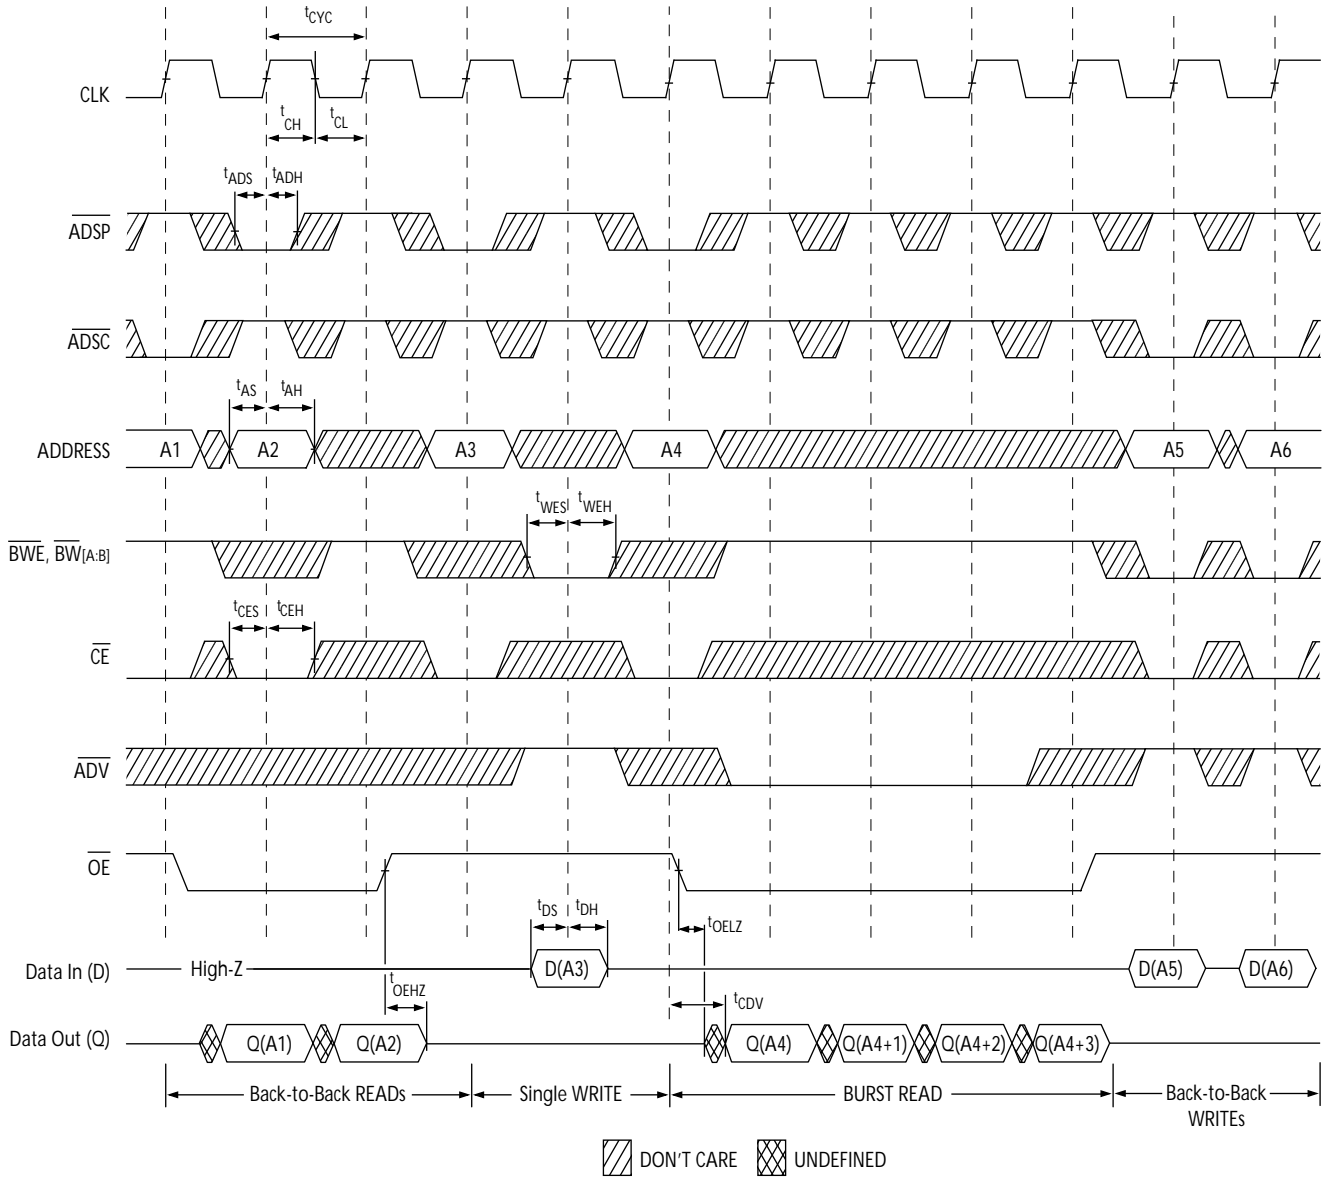 tCYC
CLK
tCH tCL
tADS tADH
ADSP
ADSC
tAS tAH
ADDRESS A1 A2 A3 A4 A5 A6
tWES tWEH
BWE, BW[A:B]
tCES tCEH
CE
ADV
OE
tDS tDH tOELZ
Data In (D) High-Z D(A3) D(A5) D(A6)
tOEHZ tCDV
Data Out (Q) Q(A1) Q(A2) Q(A4) Q(A4+1) Q(A4+2) Q(A4+3)
Back-to-Back READs Single WRITE BURST READ Back-to-Back
WRITEs
DON'T CARE UNDEFINED